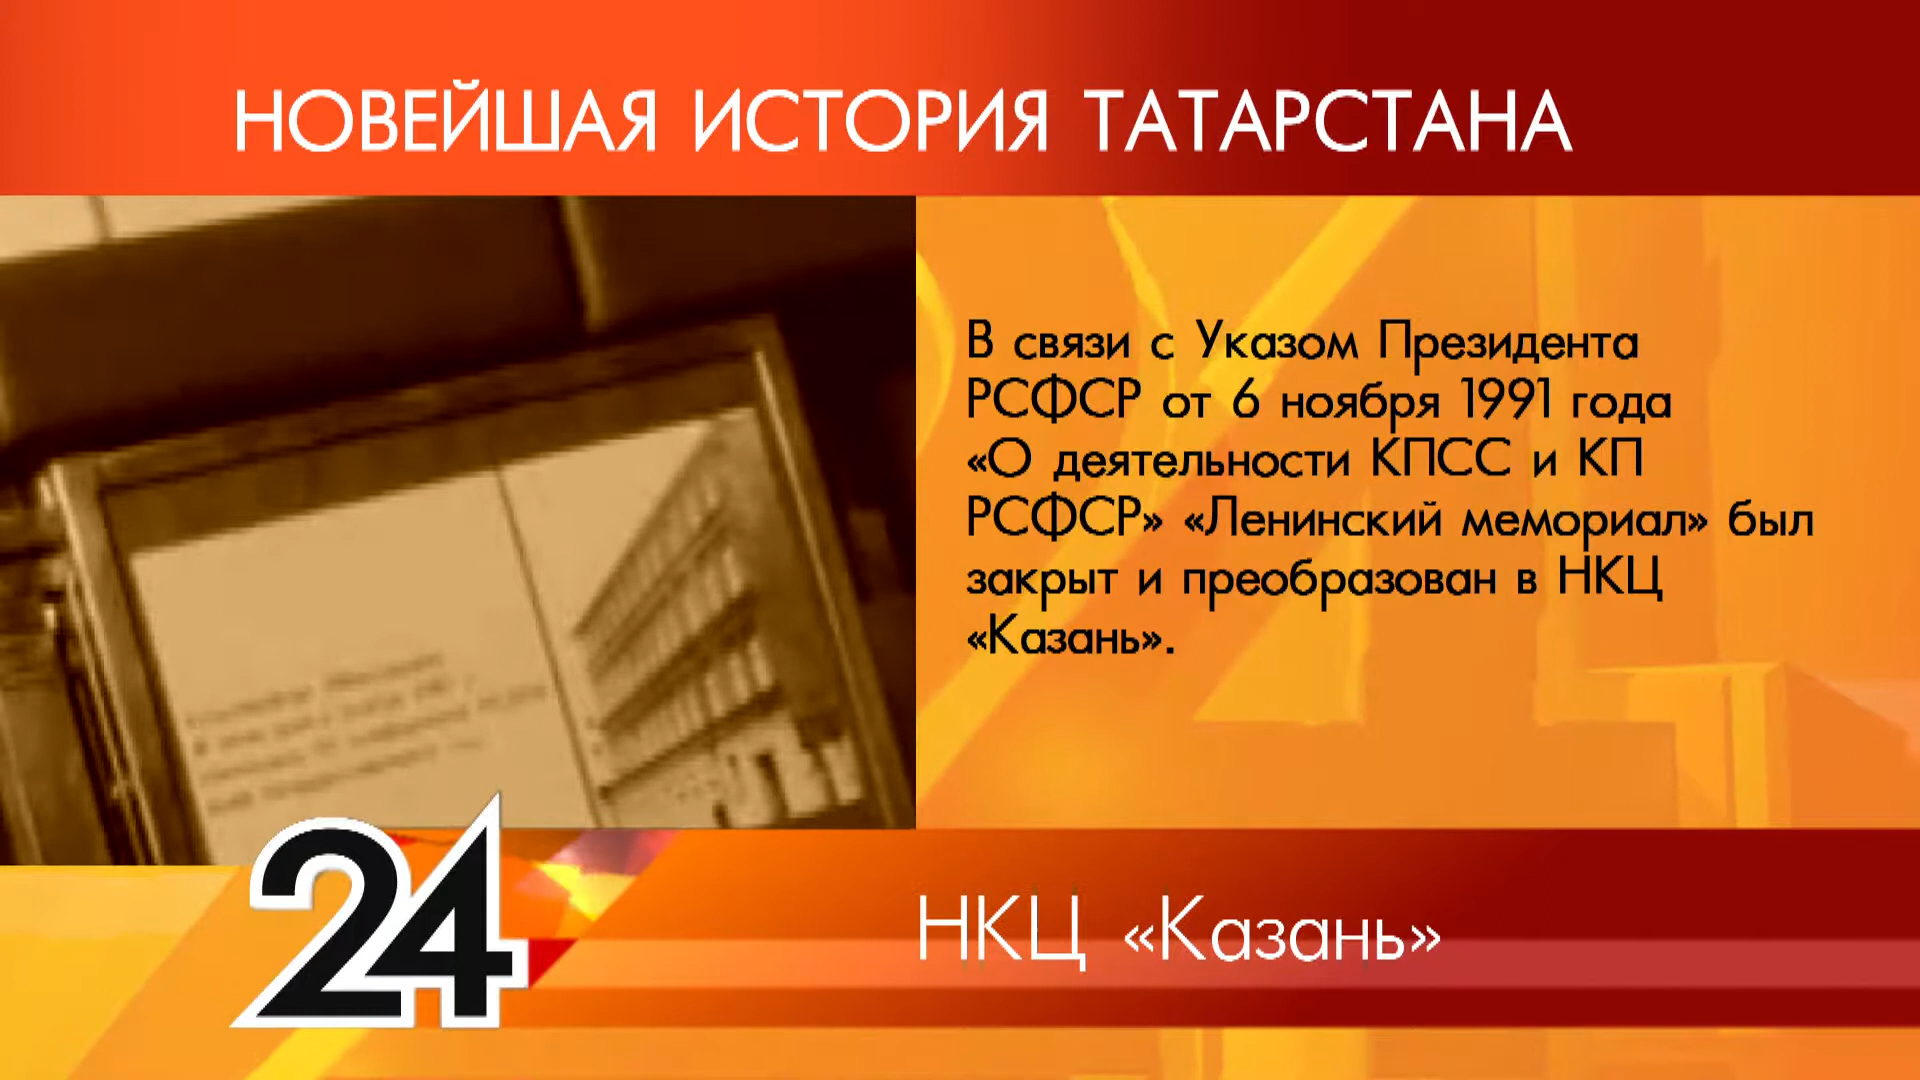 НОВЕЙШАЯ ИСТОРИЯ ТАТАРСТАНА
В связи с Указом Президента
РСФСР от 6 ноября 1991 года
«О деятельности КПСС и КП
РСФСР» «Ленинский мемориал» был
закрыт и преобразован в НКЦ
«Казань».
24
НКЦ «Казань»